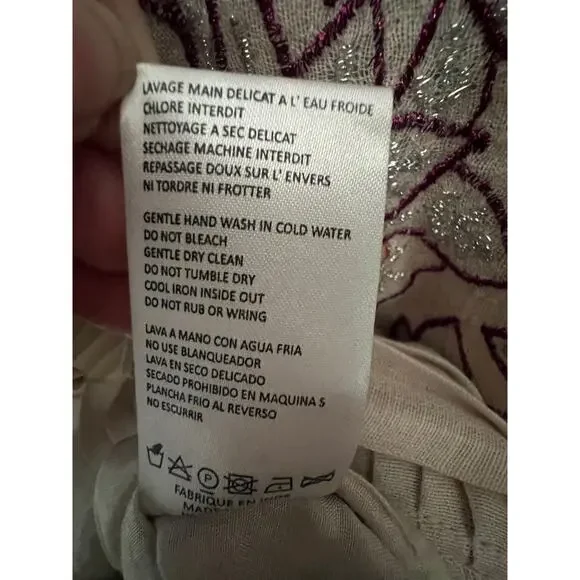 LAVAGE MAIN DELICAT A L' EAU FROIDE
CHLORE INTERDIT
NETTOYAGE A SEC DELICAT
SECHAGE MACHINE INTERDIT
REPASSAGE DOUX SUR L' ENVERS
NI TORDRE NI FROTTER
GENTLE HAND WASH IN COLD WATER
DO NOT BLEACH
GENTLE DRY CLEAN
DO NOT TUMBLE DRY
COOL IRON INSIDE OUT
DO NOT RUB OR WRING
LAVA A MANO CON AGUA FRIA
NO USE BLANQUEADOR
LAVA EN SECO DELICADO
SECADO PROHIBIDO EN MAQUINA S
PLANCHA FRIO AL REVERSO
NO ESCURRIR
P
FABRIQUE EN
MADE